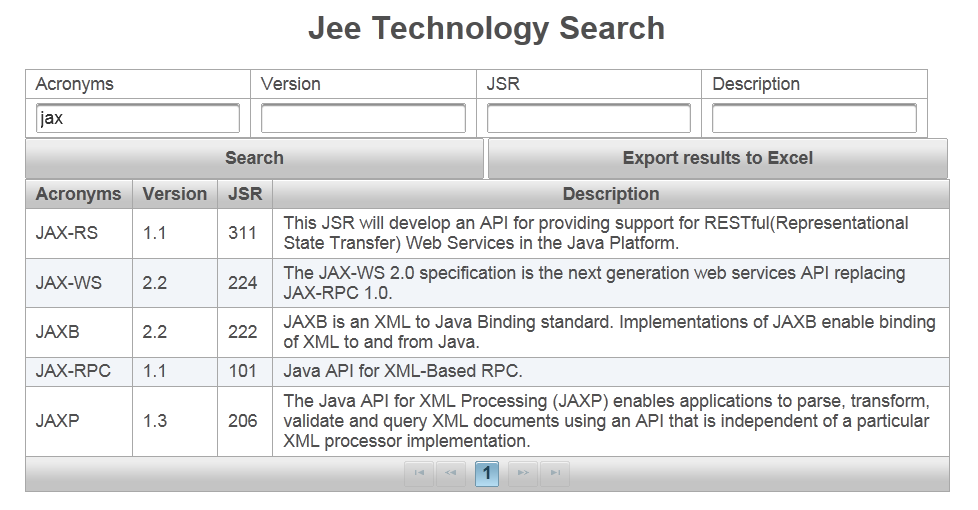 Jee Technology Search
Acronyms Version JSR Description
jax
Search Export results to Excel
Acronyms Version JSR Description
JAX-RS 1.1 311 This JSR will develop an API for providing support for RESTful(Representational
State Transfer) Web Services in the Java Platform.
JAX-WS 2.2 224 The JAX-WS 2.0 specification is the next generation web services API replacing
JAX-RPC 1.0.
JAXB 2.2 222 JAXB is an XML to Java Binding standard. Implementations of JAXB enable binding
of XML to and from Java.
JAX-RPC 1.1 101 Java API for XML-Based RPC.
JAXP 1.3 206 The Java API for XML Processing (JAXP) enables applications to parse, transform,
validate and query XML documents using an API that is independent of a particular
XML processor implementation.
1